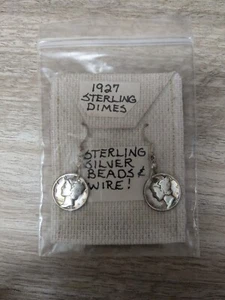 1927
STERLING
DIMES
STERLING
SILVER
BEADS &
WIRE!